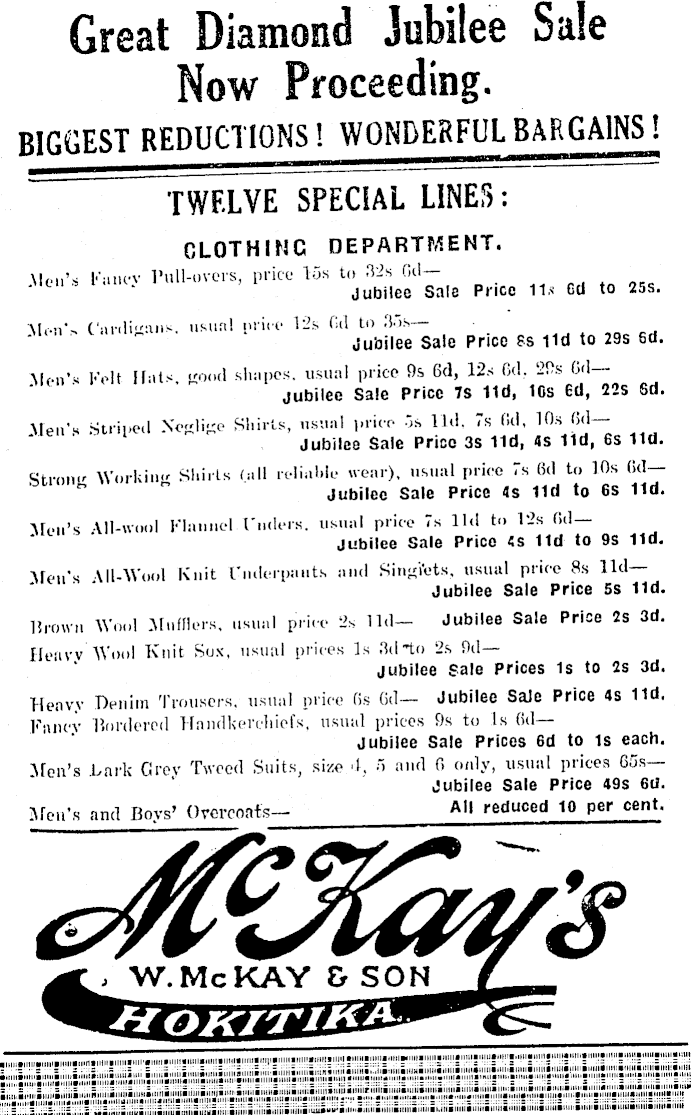 Great Diamond Jubilee Sale
Now Proceeding.
BIGGEST REDUCTIONS! WONDERFUL BARGAINS!
TWELVE SPECIAL LINES:
CLOTHING DEPARTMENT.
Men's Fancy Pull-overs, price 15s to 32s 6d—
Jubilee Sale Price 11s 6d to 25s.
Men's Cardigans, usual price 12s 6d to 35s—
Jubilee Sale Price 8s 11d to 29s 6d.
Men's Felt Hats, good shapes, usual price 9s 6d, 12s 6d, 29s 6d—
Jubilee Sale Price 7s 11d, 10s 6d, 22s 6d.
Men's Striped Neglige Shirts, usual price 5s 11d, 7s 6d, 10s 6d—
Jubilee Sale Price 3s 11d, 4s 11d, 6s 11d.
Strong Working Shirts (all reliable wear), usual price 7s 6d to 10s 6d—
Jubilee Sale Price 4s 11d to 6s 11d.
Men's All-wool Flannel Unders, usual price 7s 11d to 12s 6d—
Jubilee Sale Price 4s 11d to 9s 11d.
Men's All-Wool Knit Underpants and Singlets, usual price 8s 11d—
Jubilee Sale Price 5s 11d.
Brown Wool Mufflers, usual price 2s 11d— Jubilee Sale Price 2s 3d.
Heavy Wool Knit Sox, usual prices 1s 3d to 2s 9d—
Jubilee Sale Prices 1s to 2s 3d.
Heavy Denim Trousers, usual price 6s 6d— Jubilee Sale Price 4s 11d.
Fancy Bordered Handkerchiefs, usual prices 9s to 1s 6d—
Jubilee Sale Prices 6d to 1s each.
Men's Dark Grey Tweed Suits, size 4, 5 and 6 only, usual prices 65s—
Jubilee Sale Price 49s 6d.
Men's and Boys' Overcoats— All reduced 10 per cent.
McKay's
W. McKAY & SON
HOKITIKA